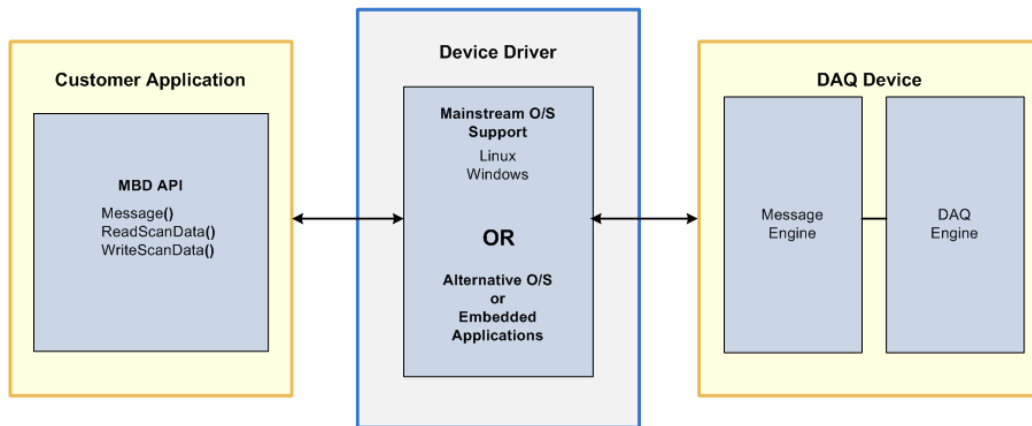 Customer Application
MBD API
Message()
ReadScanData()
WriteScanData()
Device Driver
Mainstream O/S
Support
Linux
Windows
OR
Alternative O/S
or
Embedded
Applications
DAQ Device
Message
Engine
DAQ
Engine